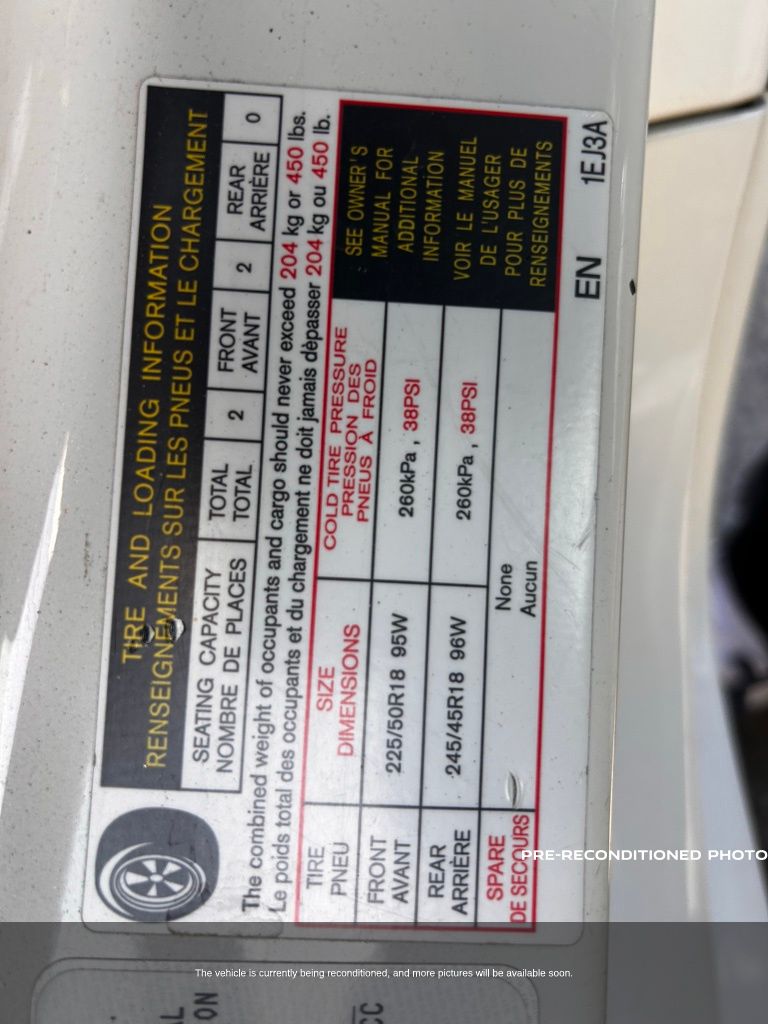 TIRE AND LOADING INFORMATION
RENSEIGNEMENTS SUR LES PNEUS ET LE CHARGEMENT
SEATING CAPACITY
NOMBRE DE PLACES
TOTAL
TOTAL
2
FRONT
AVANT
2
REAR
ARRIÈRE
0
The combined weight of occupants and cargo should never exceed 204 kg or 450 lbs.
Le poids total des occupants et du chargement ne doit jamais dépasser 204 kg ou 450 lb.
TIRE
PNEU
SIZE
DIMENSIONS
COLD TIRE PRESSURE
PRESSION DES
PNEUS À FROID
SEE OWNER'S
MANUAL FOR
ADDITIONAL
INFORMATION
VOIR LE MANUEL
DE L'USAGER
POUR PLUS DE
RENSEIGNEMENTS
FRONT
AVANT
225/50R18 95W
260kPa , 38PSI
REAR
ARRIÈRE
245/45R18 96W
260kPa , 38PSI
SPARE
DE SECOURS
None
Aucun
EN 1EJ3A
PRE-RECONDITIONED PHOTO
The vehicle is currently being reconditioned, and more pictures will be available soon.